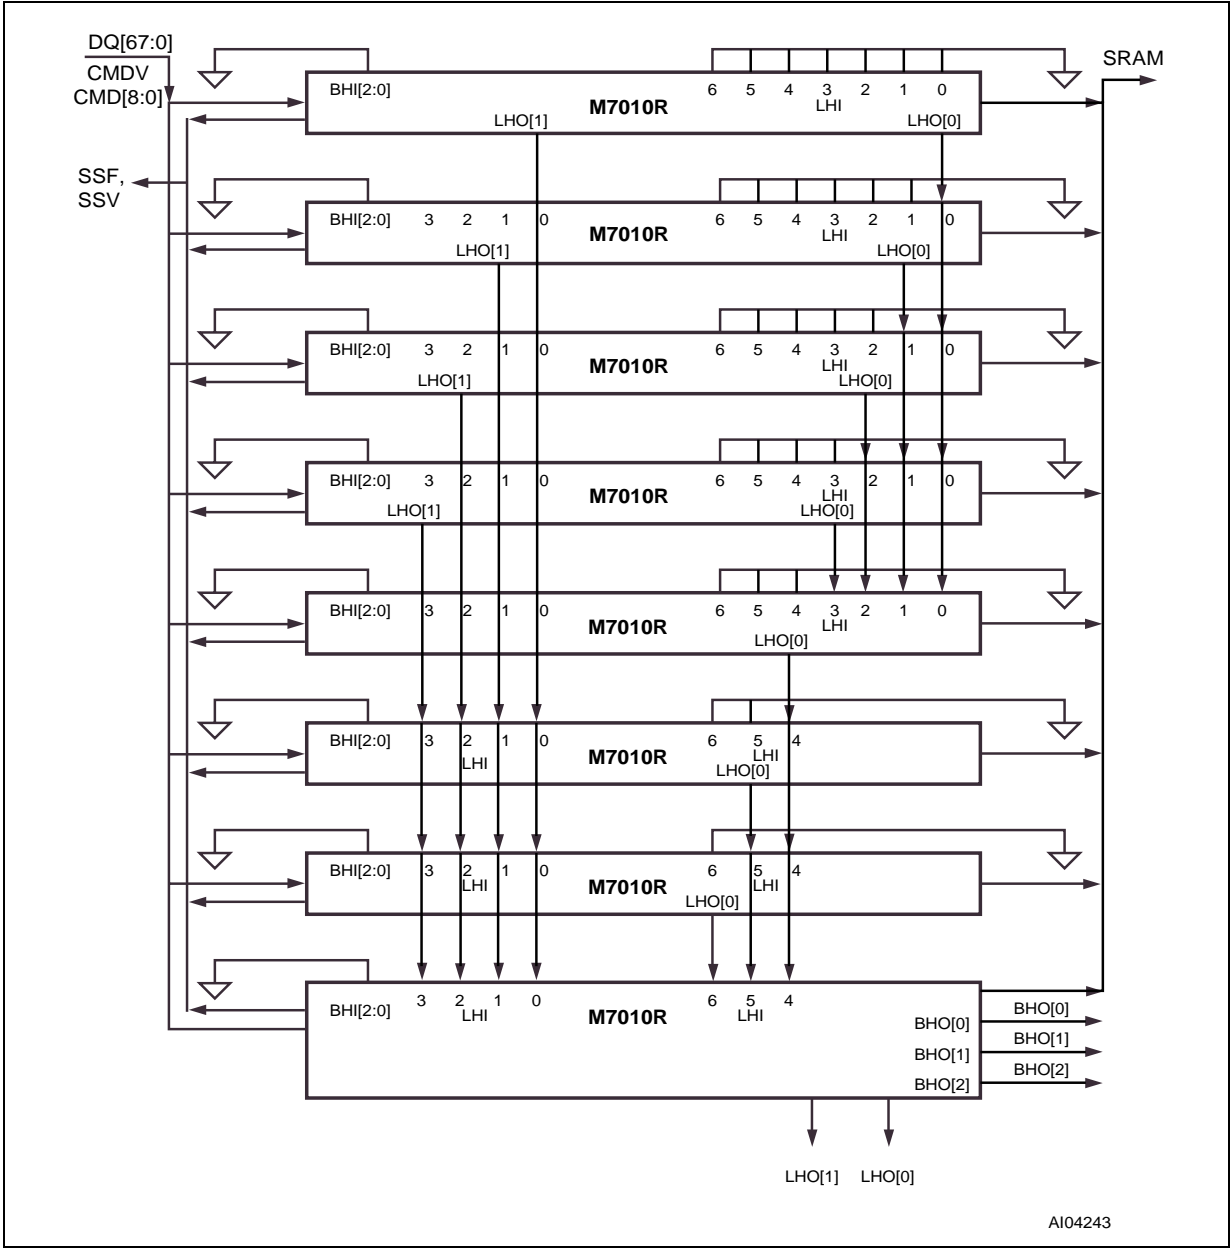 DQ[67:0]
CMDV
CMD[8:0]
SRAM
SSF,
SSV
BHI[2:0] M7010R 6 5 4 3 2 1 0
LHI
LHO[1] LHO[0]
BHI[2:0] 3 2 1 0 M7010R 6 5 4 3 2 1 0
LHI
LHO[1] LHO[0]
BHI[2:0] 3 2 1 0 M7010R 6 5 4 3 2 1 0
LHI
LHO[1] LHO[0]
BHI[2:0] 3 2 1 0 M7010R 6 5 4 3 2 1 0
LHI
LHO[1] LHO[0]
BHI[2:0] 3 2 1 0 M7010R 6 5 4 3 2 1 0
LHI
LHO[0]
BHI[2:0] 3 2 1 0 M7010R 6 5 4
LHI LHI
LHO[0]
BHI[2:0] 3 2 1 0 M7010R 6 5 4
LHI LHI
LHO[0]
BHI[2:0] 3 2 1 0 M7010R 6 5 4
LHI LHI
BHO[0] BHO[0]
BHO[1] BHO[1]
BHO[2] BHO[2]
LHO[1] LHO[0]
AI04243